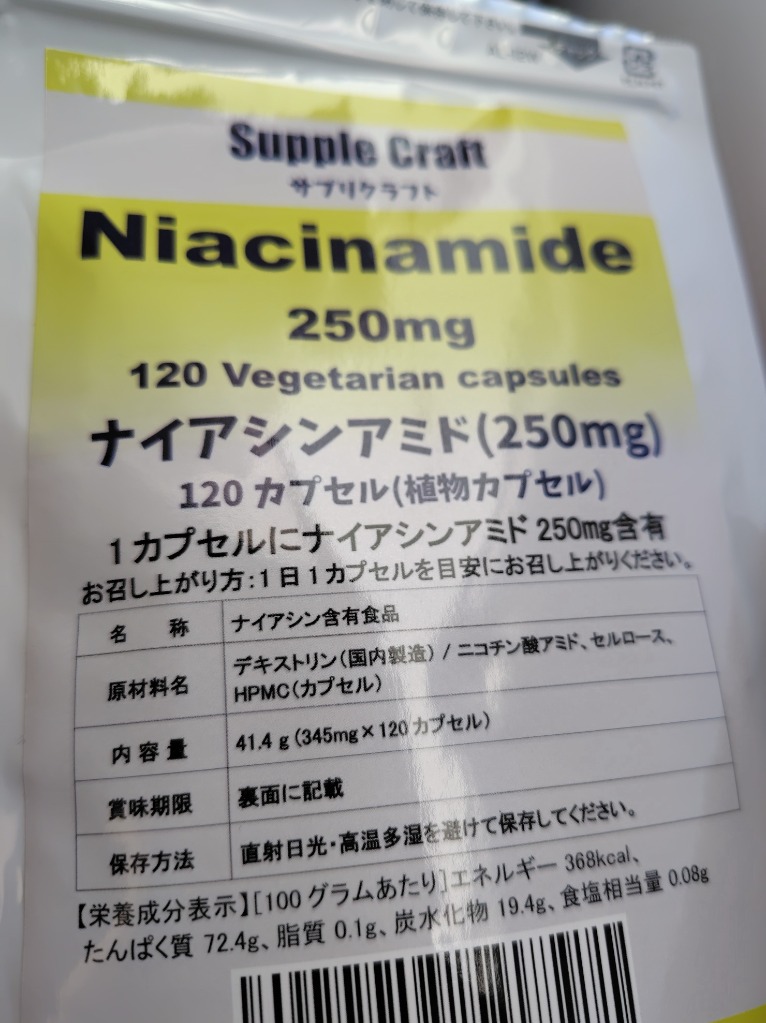 Supple Craft
サプリクラフト
Niacinamide
250mg
120 Vegetarian capsules
ナイアシンアミド(250mg)
120 カプセル(植物カプセル)
1カプセルにナイアシンアミド 250mg含有
お召し上がり方:1日1カプセルを目安にお召し上がりください。
名 称 ナイアシン含有食品
原材料名 デキストリン(国内製造) / ニコチン酸アミド、セルロース、
HPMC(カプセル)
内容量 41.4 g (345mg×120カプセル)
賞味期限 裏面に記載
保存方法 直射日光・高温多湿を避けて保存してください。
【栄養成分表示】[100グラムあたり]エネルギー 368kcal、
たんぱく質 72.4g、脂質 0.1g、炭水化物 19.4g、食塩相当量 0.08g